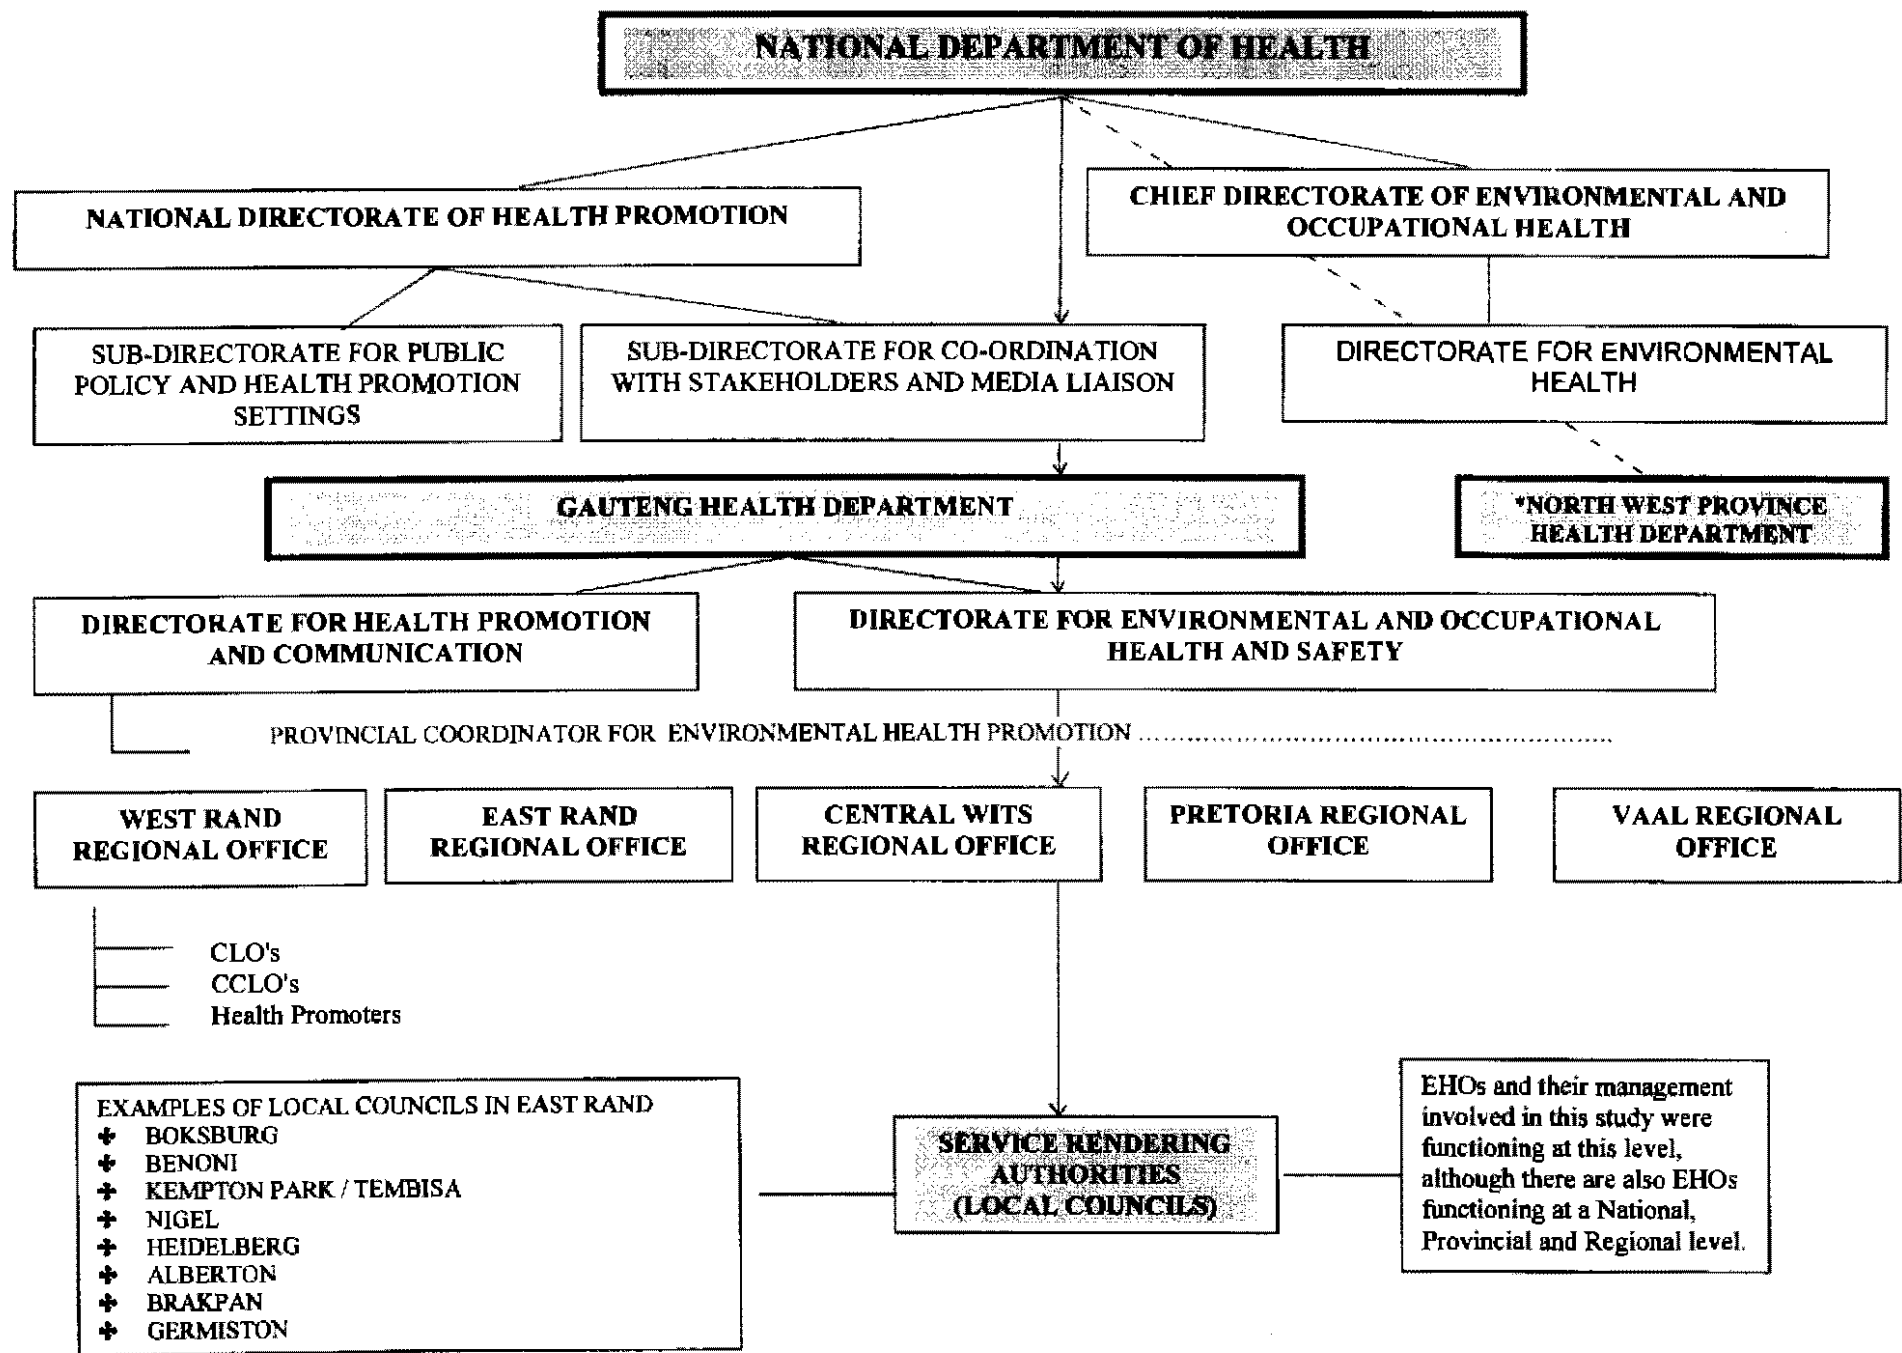 NATIONAL DEPARTMENT OF HEALTH
NATIONAL DIRECTORATE OF HEALTH PROMOTION
CHIEF DIRECTORATE OF ENVIRONMENTAL AND
OCCUPATIONAL HEALTH
SUB-DIRECTORATE FOR PUBLIC
POLICY AND HEALTH PROMOTION
SETTINGS
SUB-DIRECTORATE FOR CO-ORDINATION
WITH STAKEHOLDERS AND MEDIA LIAISON
DIRECTORATE FOR ENVIRONMENTAL
HEALTH
GAUTENG HEALTH DEPARTMENT
*NORTH WEST PROVINCE
HEALTH DEPARTMENT
DIRECTORATE FOR HEALTH PROMOTION
AND COMMUNICATION
DIRECTORATE FOR ENVIRONMENTAL AND OCCUPATIONAL
HEALTH AND SAFETY
PROVINCIAL COORDINATOR FOR ENVIRONMENTAL HEALTH PROMOTION ..............................................................
WEST RAND
REGIONAL OFFICE
EAST RAND
REGIONAL OFFICE
CENTRAL WITS
REGIONAL OFFICE
PRETORIA REGIONAL
OFFICE
VAAL REGIONAL
OFFICE
CLO's
CCLO's
Health Promoters
EXAMPLES OF LOCAL COUNCILS IN EAST RAND
✚ BOKSBURG
✚ BENONI
✚ KEMPTON PARK / TEMBISA
✚ NIGEL
✚ HEIDELBERG
✚ ALBERTON
✚ BRAKPAN
✚ GERMISTON
SERVICE RENDERING
AUTHORITIES
(LOCAL COUNCILS)
EHOs and their management
involved in this study were
functioning at this level,
although there are also EHOs
functioning at a National,
Provincial and Regional level.